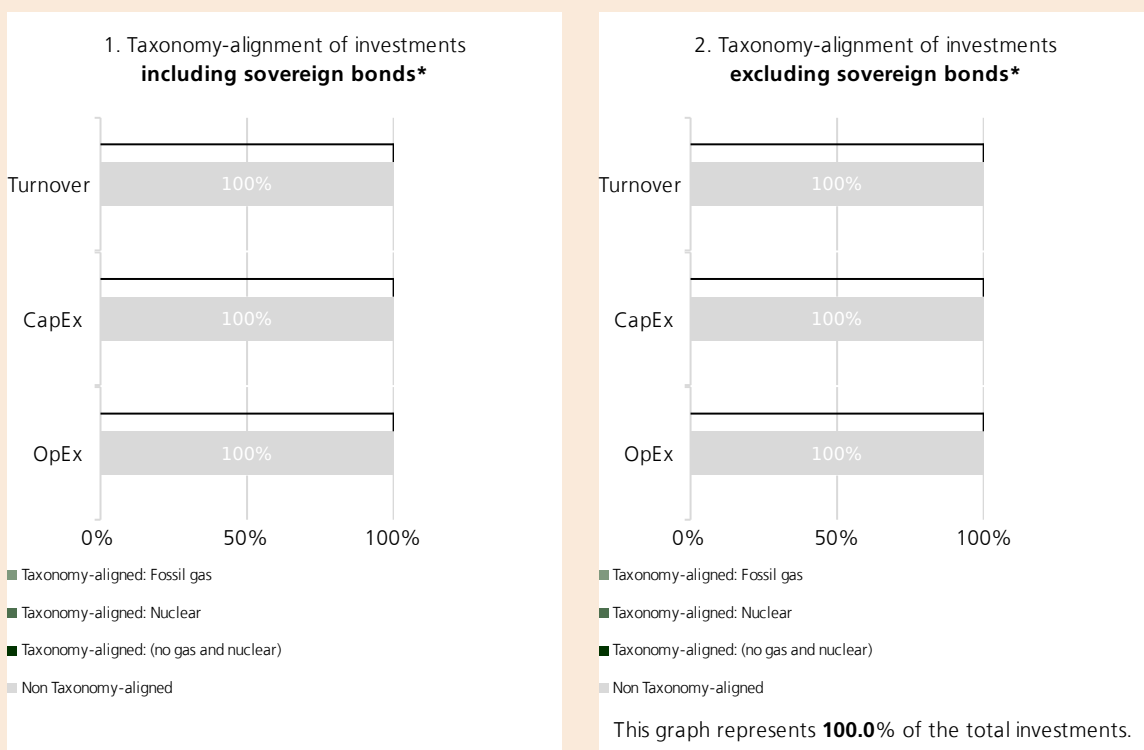 1. Taxonomy-alignment of investments
including sovereign bonds*
Turnover
100%
CapEx
100%
OpEx
100%
0% 50% 100%
Taxonomy-aligned: Fossil gas
Taxonomy-aligned: Nuclear
Taxonomy-aligned: (no gas and nuclear)
Non Taxonomy-aligned
2. Taxonomy-alignment of investments
excluding sovereign bonds*
Turnover
100%
CapEx
100%
OpEx
100%
0% 50% 100%
Taxonomy-aligned: Fossil gas
Taxonomy-aligned: Nuclear
Taxonomy-aligned: (no gas and nuclear)
Non Taxonomy-aligned
This graph represents 100.0% of the total investments.